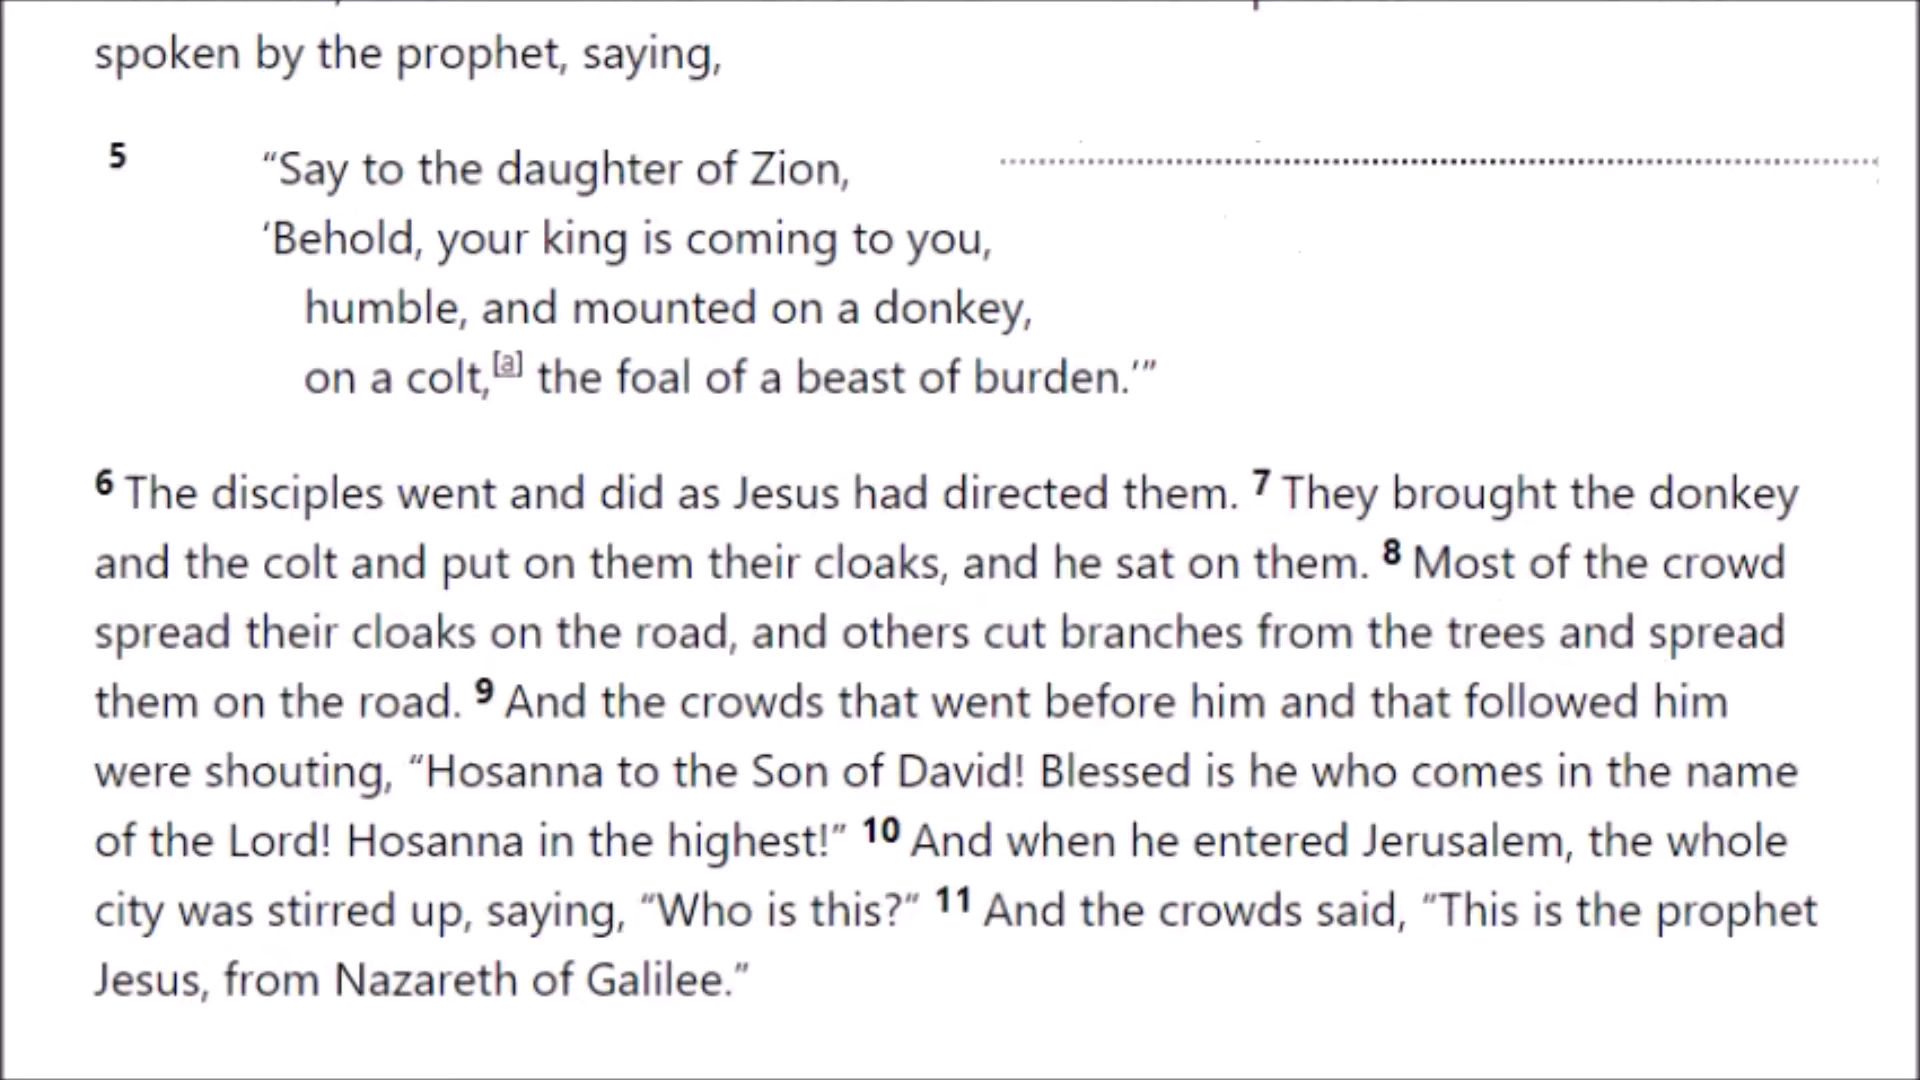 spoken by the prophet, saying,
5 “Say to the daughter of Zion,
‘Behold, your king is coming to you,
humble, and mounted on a donkey,
on a colt,[a] the foal of a beast of burden.’”
6 The disciples went and did as Jesus had directed them. 7 They brought the donkey
and the colt and put on them their cloaks, and he sat on them. 8 Most of the crowd
spread their cloaks on the road, and others cut branches from the trees and spread
them on the road. 9 And the crowds that went before him and that followed him
were shouting, “Hosanna to the Son of David! Blessed is he who comes in the name
of the Lord! Hosanna in the highest!” 10 And when he entered Jerusalem, the whole
city was stirred up, saying, “Who is this?” 11 And the crowds said, “This is the prophet
Jesus, from Nazareth of Galilee.”